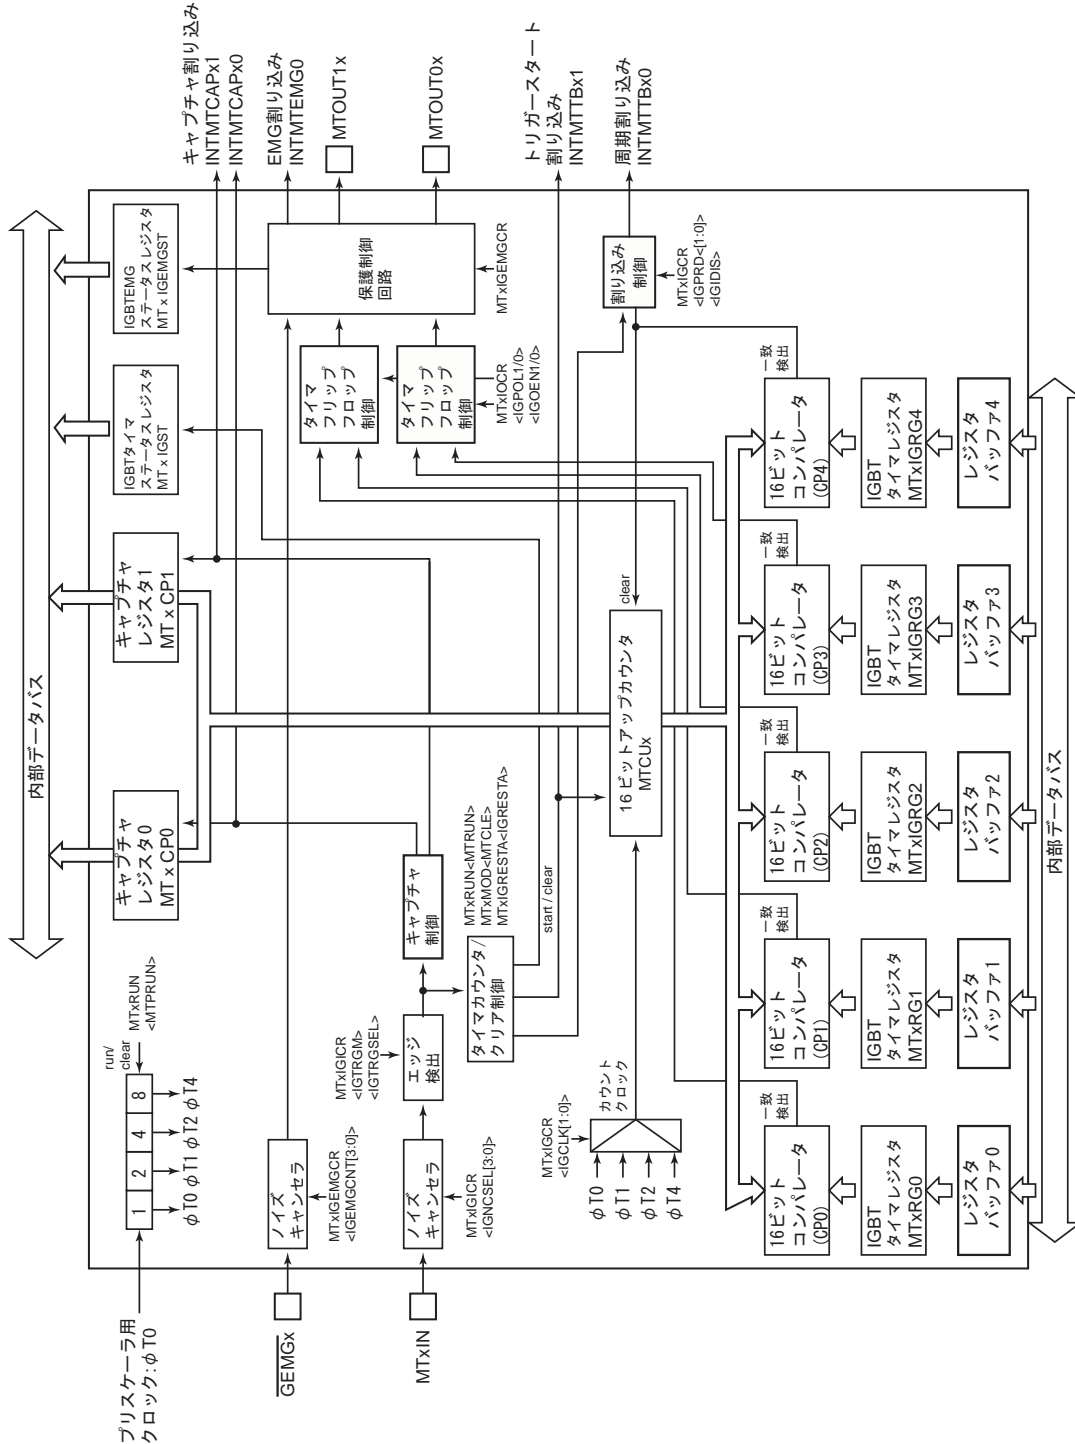 プリスケーラ用
クロック:φT0
1
2
4
8
run/
clear
MTxRUN
<MTPRUN>
φT0
φT1
φT2
φT4
内部データバス
キャプチャ
レジスタ0
MTxCP0
キャプチャ
レジスタ1
MTxCP1
IGBTタイマ
ステータスレジスタ
MTxIGST
IGBTEMG
ステータスレジスタ
MTxIGEMGST
キャプチャ割り込み
INTMTCAPx1
INTMTCAPx0
GEMGx
ノイズ
キャンセラ
MTxIGEMGCR
<IGEMGCNT[3:0]>
保護制御
回路
MTxIGEMGCR
EMG割り込み
INTMTEMG0
MTOUT1x
MTOUT0x
タイマ
フリップ
フロップ
制御
タイマ
フリップ
フロップ
制御
MTxIOCR
<IGPOL1/0>
<IGOEN1/0>
MTxIN
ノイズ
キャンセラ
MTxIGICR
<IGNCSEL[3:0]>
MTxIGICR
<IGTRGM>
<IGTRGSEL>
エッジ
検出
キャプチャ
制御
タイマカウンタ/
クリア制御
MTxRUN<MTRUN>
MTxMOD<MTCLE>
MTxIGRESTA<IGRESTA>
start / clear
トリガースタート
割り込み
INTMTTBx1
周期割り込み
INTMTTBx0
割り込み
制御
MTxIGCR
<IGPRD<[1:0]>
<IGIDIS>
MTxIGCR
<IGCLK[1:0]>
φT0
φT1
φT2
φT4
カウント
クロック
16ビットアップカウンタ
MTCUx
clear
一致
検出
一致
検出
一致
検出
一致
検出
一致
検出
16ビット
コンパレータ
(CP0)
16ビット
コンパレータ
(CP1)
16ビット
コンパレータ
(CP2)
16ビット
コンパレータ
(CP3)
16ビット
コンパレータ
(CP4)
IGBT
タイマレジスタ
MTxRG0
IGBT
タイマレジスタ
MTxRG1
IGBT
タイマレジスタ
MTxIGRG2
IGBT
タイマレジスタ
MTxIGRG3
IGBT
タイマレジスタ
MTxIGRG4
レジスタ
バッファ0
レジスタ
バッファ1
レジスタ
バッファ2
レジスタ
バッファ3
レジスタ
バッファ4
内部データバス